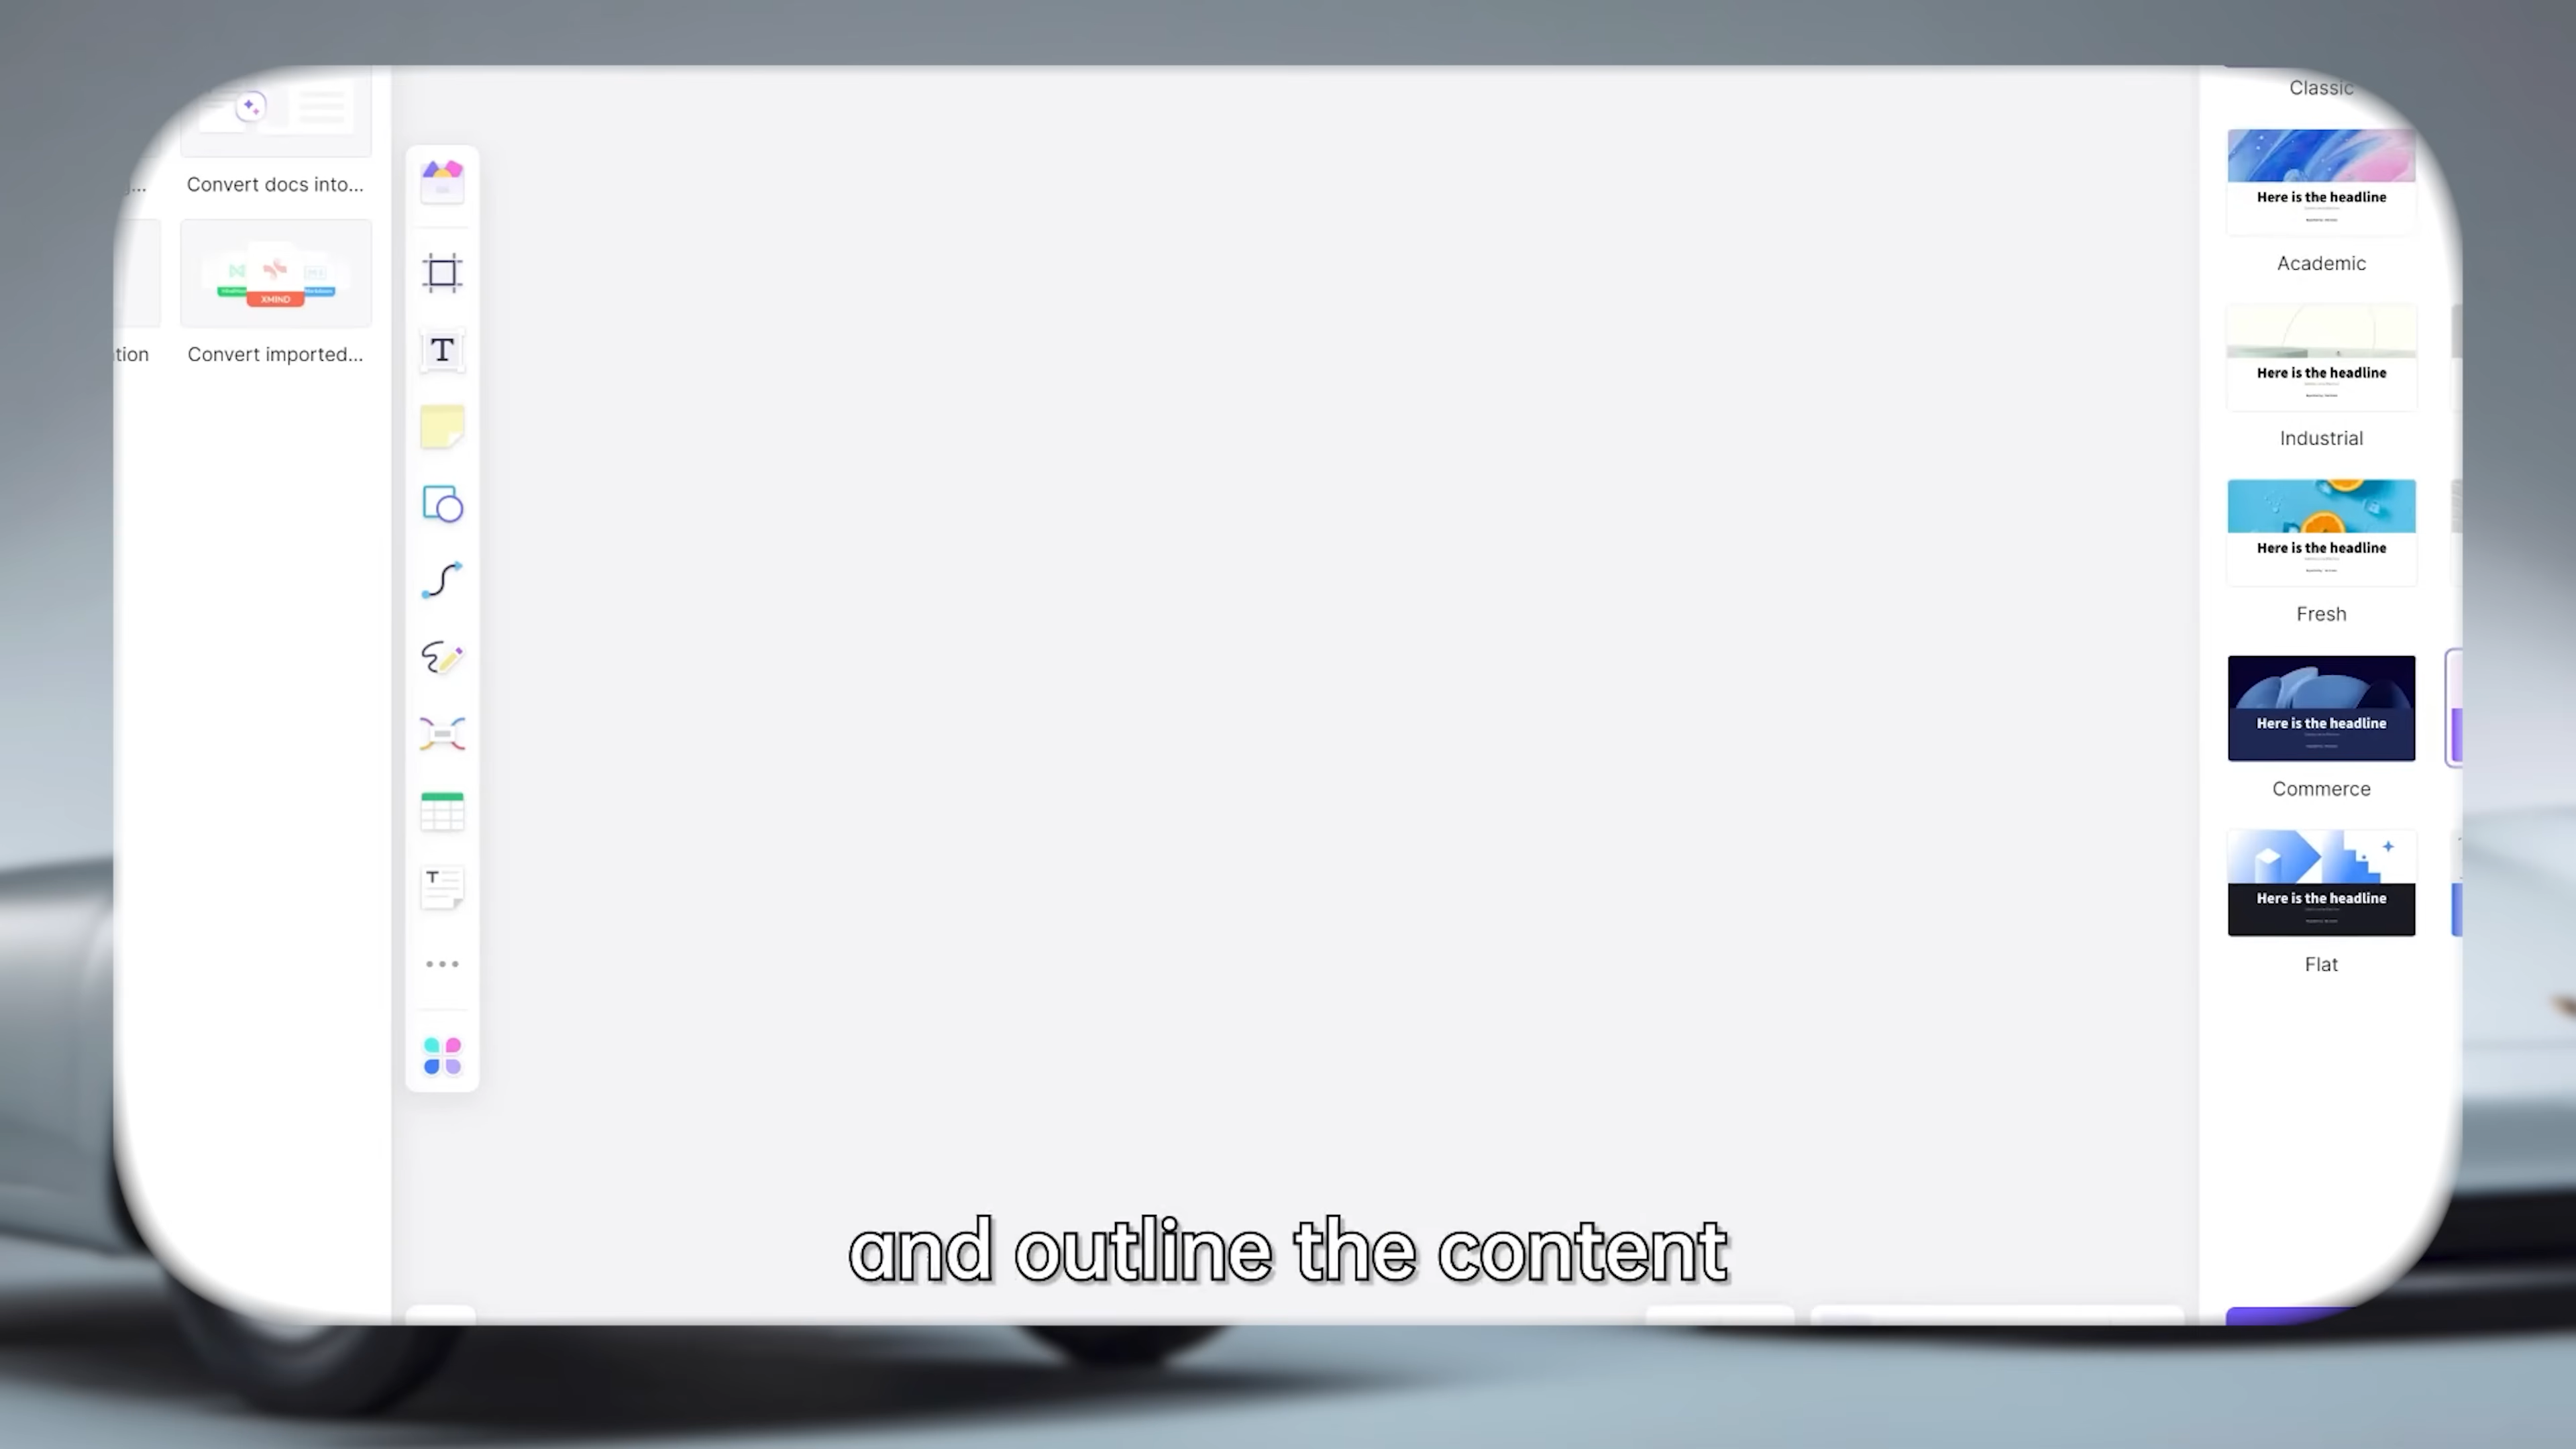 Convert docs into...
XMIND
tion
Convert imported...
T
T
Classic
Here is the headline
Academic
Here is the headline
Industrial
Here is the headline
Fresh
Here is the headline
Commerce
Here is the headline
Flat
and outline the content